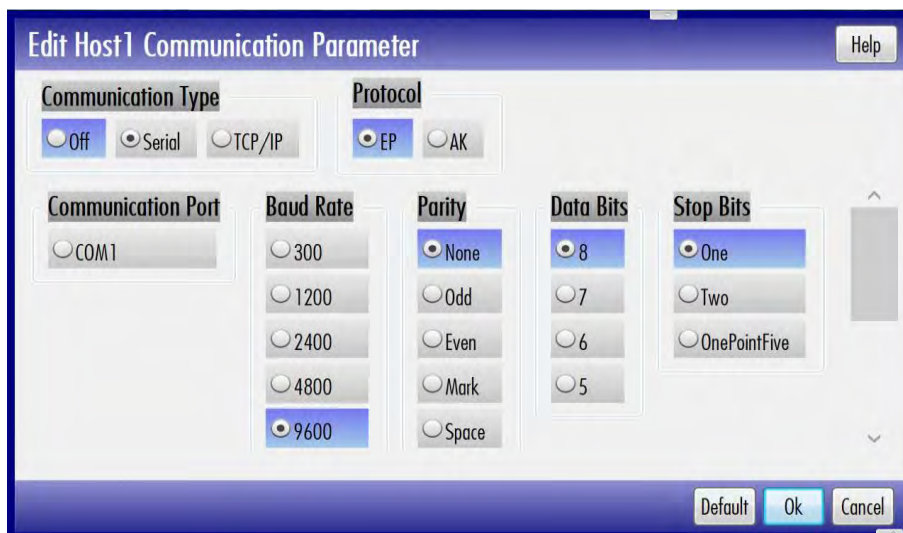 Edit Host1 Communication Parameter
Help
Communication Type
Protocol
Off
Serial
TCP/IP
EP
AK
Communication Port
Baud Rate
Parity
Data Bits
Stop Bits
COM1
300
None
8
One
1200
Odd
7
Two
2400
Even
6
OnePointFive
4800
Mark
5
9600
Space
Default
Ok
Cancel